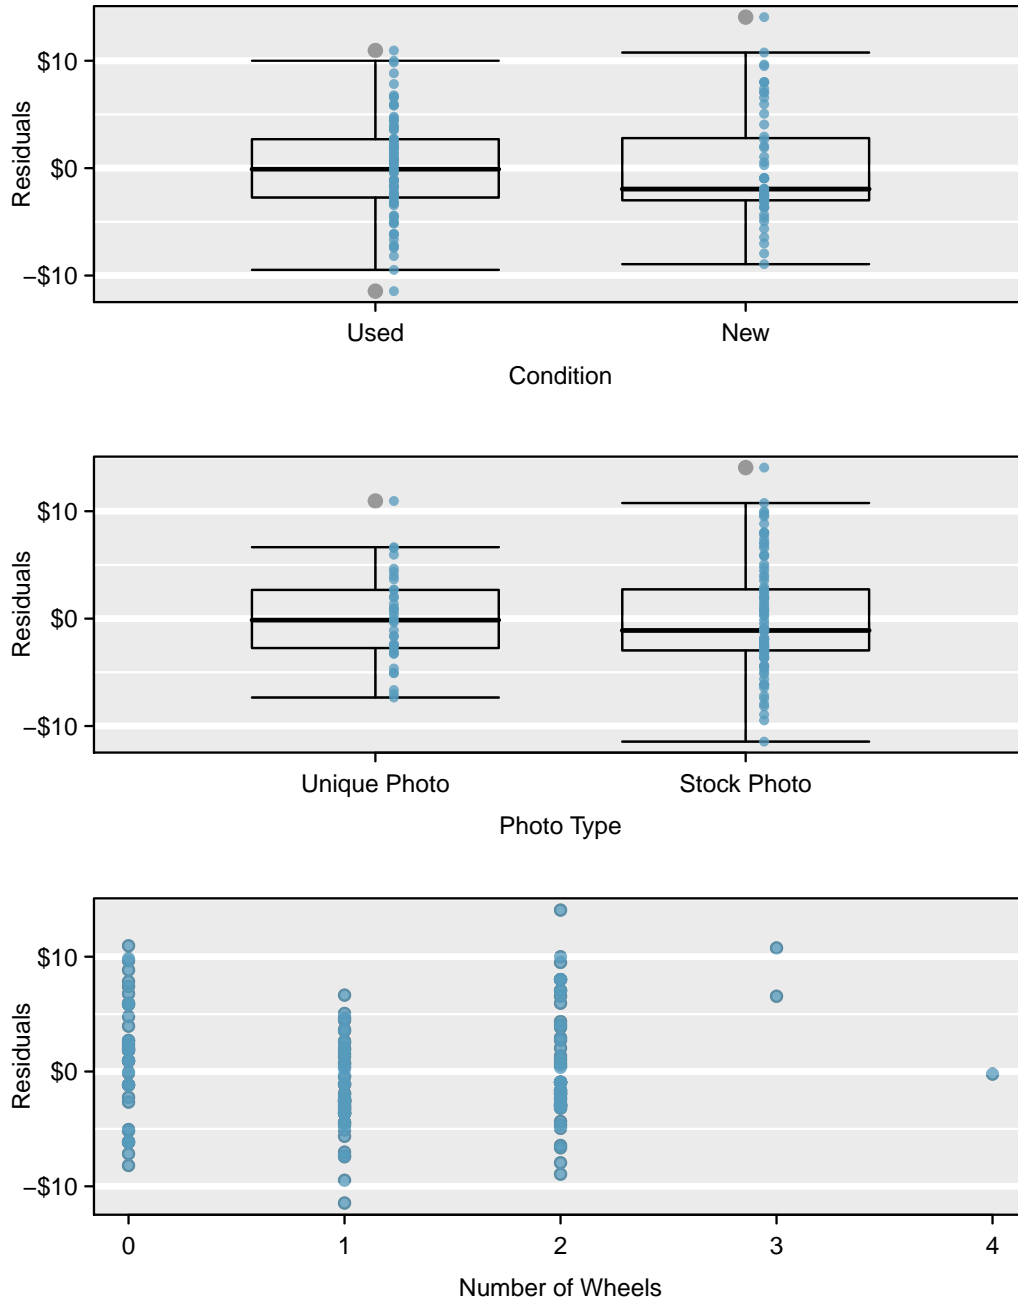 Residuals
$10
$0
−$10
Used New
Condition
Residuals
$10
$0
−$10
Unique Photo Stock Photo
Photo Type
Residuals
$10
$0
−$10
0 1 2 3 4
Number of Wheels